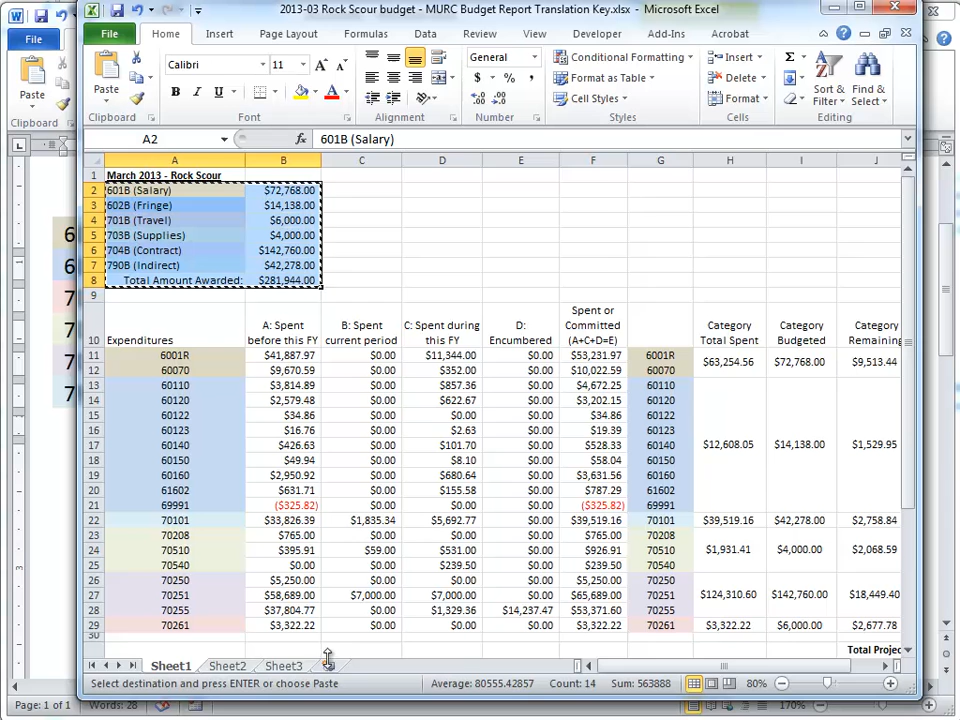 2013-03 Rock Scour budget - MURC Budget Report Translation Key.xlsx - Microsoft Excel
File Home Insert Page Layout Formulas Data Review View Developer Add-Ins Acrobat
File
Paste
Clipboard
Paste
Calibri 11
B I U
General
$ % ,
Conditional Formatting
Format as Table
Cell Styles
Insert
Delete
Format
Sort & Filter
Find & Select
Clipboard Font Alignment Number Styles Cells Editing
A2 fx 601B (Salary)
A B C D E F G H I J
1 March 2013 - Rock Scour
2 601B (Salary) $72,768.00
3 602B (Fringe) $14,138.00
4 701B (Travel) $6,000.00
5 703B (Supplies) $4,000.00
6 704B (Contract) $142,760.00
7 790B (Indirect) $42,278.00
8 Total Amount Awarded: $281,944.00
9
10 Expenditures A: Spent before this FY B: Spent current period C: Spent during this FY D: Encumbered Spent or Committed (A+C+D=E) Category Total Spent Category Budgeted Category Remaining
11 6001R $41,887.97 $0.00 $11,344.00 $0.00 $53,231.97 6001R $63,254.56 $72,768.00 $9,513.44
12 60070 $9,670.59 $0.00 $352.00 $0.00 $10,022.59 60070
13 60110 $3,814.89 $0.00 $857.36 $0.00 $4,672.25 60110
14 60120 $2,579.48 $0.00 $622.67 $0.00 $3,202.15 60120
15 60122 $34.86 $0.00 $0.00 $0.00 $34.86 60122
16 60123 $16.76 $0.00 $2.63 $0.00 $19.39 60123
17 60140 $426.63 $0.00 $101.70 $0.00 $528.33 60140 $12,608.05 $14,138.00 $1,529.95
18 60150 $49.94 $0.00 $8.10 $0.00 $58.04 60150
19 60160 $2,950.92 $0.00 $680.64 $0.00 $3,631.56 60160
20 61602 $631.71 $0.00 $155.58 $0.00 $787.29 61602
21 69991 ($325.82) $0.00 $0.00 $0.00 ($325.82) 69991
22 70101 $33,826.39 $1,835.34 $5,692.77 $0.00 $39,519.16 70101 $39,519.16 $42,278.00 $2,758.84
23 70208 $765.00 $0.00 $0.00 $0.00 $765.00 70208
24 70510 $395.91 $59.00 $531.00 $0.00 $926.91 70510 $1,931.41 $4,000.00 $2,068.59
25 70540 $0.00 $0.00 $239.50 $0.00 $239.50 70540
26 70250 $5,250.00 $0.00 $0.00 $0.00 $5,250.00 70250
27 70251 $58,689.00 $7,000.00 $7,000.00 $0.00 $65,689.00 70251 $124,310.60 $142,760.00 $18,449.40
28 70255 $37,804.77 $0.00 $1,329.36 $14,237.47 $53,371.60 70255
29 70261 $3,322.22 $0.00 $0.00 $0.00 $3,322.22 70261 $3,322.22 $6,000.00 $2,677.78
30
Total Projec
Sheet1 Sheet2 Sheet3
Select destination and press ENTER or choose Paste Average: 80555.42857 Count: 14 Sum: 563888 80%
Page: 1 of 1 Words: 28 170%